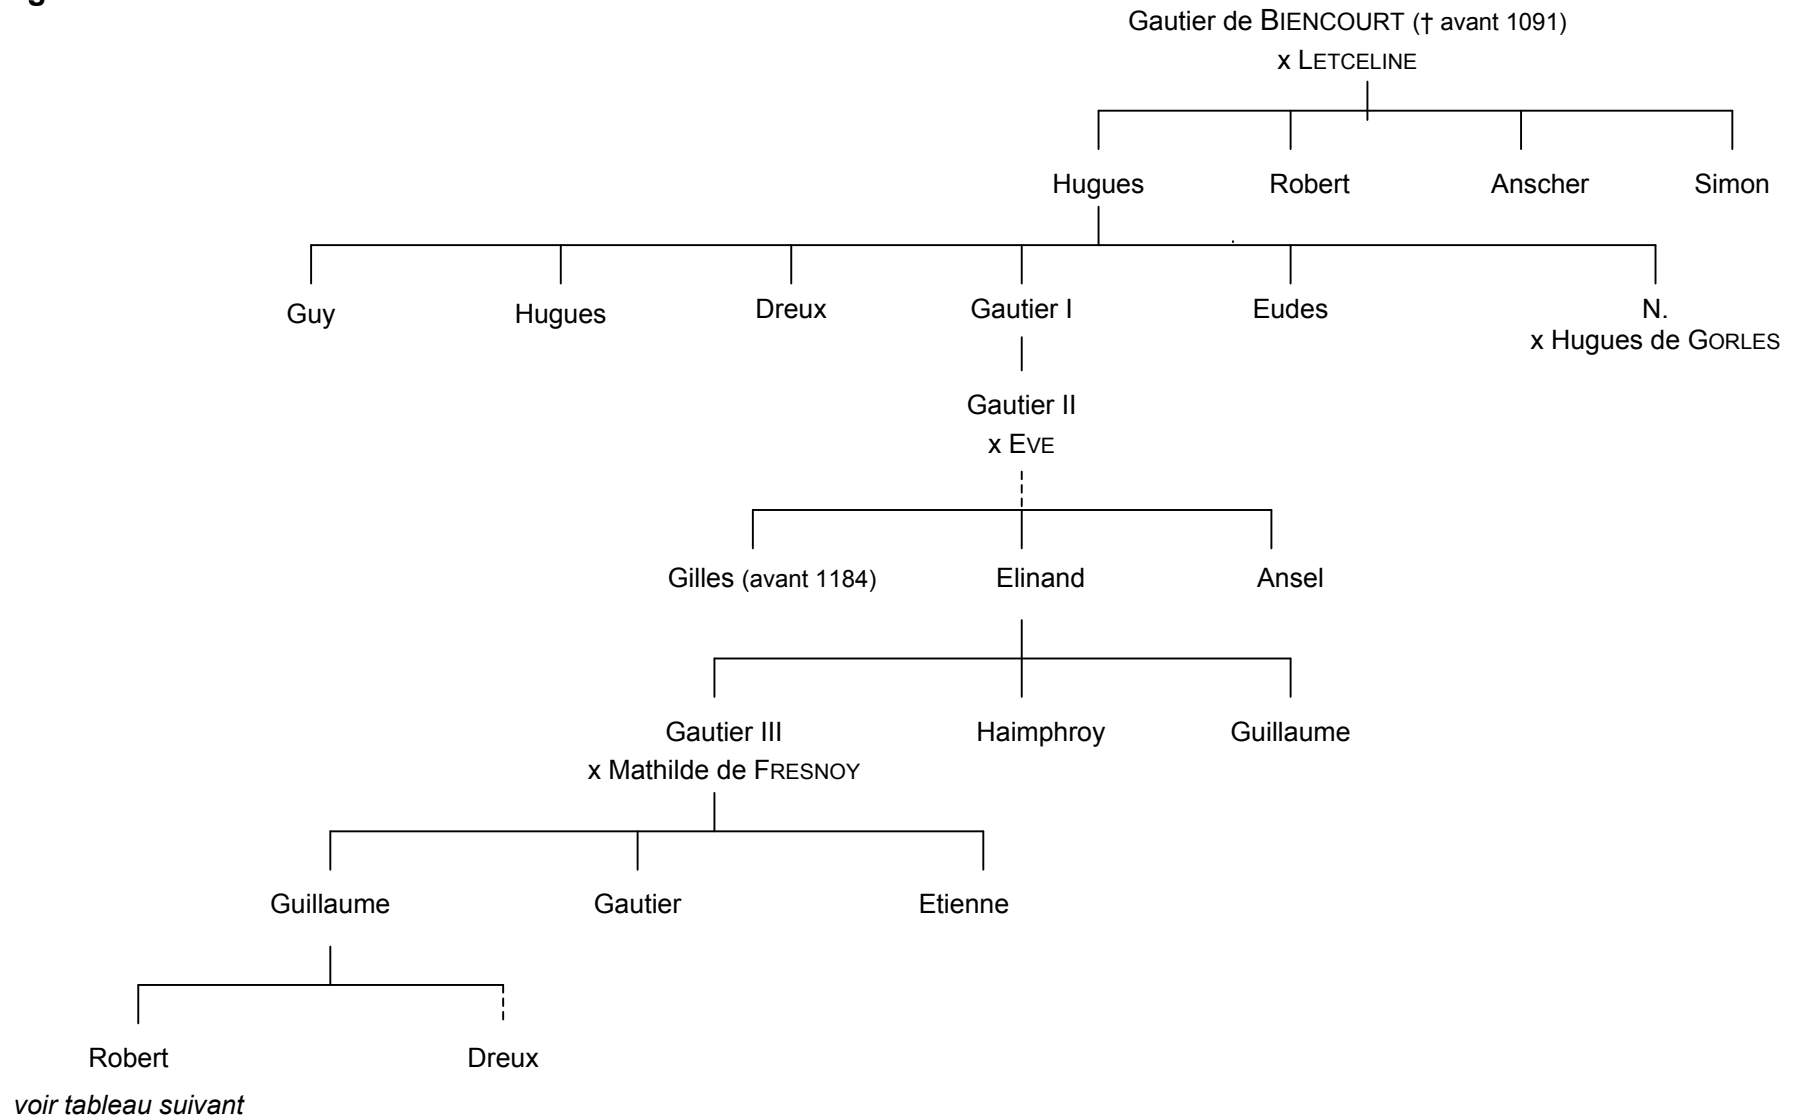 Gautier de BIENCOURT († avant 1091)
x LETCELINE
Hugues Robert Anscher Simon
Guy Hugues Dreux Gautier I Eudes N.
x Hugues de GORLES
Gautier II
x EVE
Gilles (avant 1184) Elinand Ansel
Gautier III Haimphroy Guillaume
x Mathilde de FRESNOY
Guillaume Gautier Etienne
Robert Dreux
voir tableau suivant